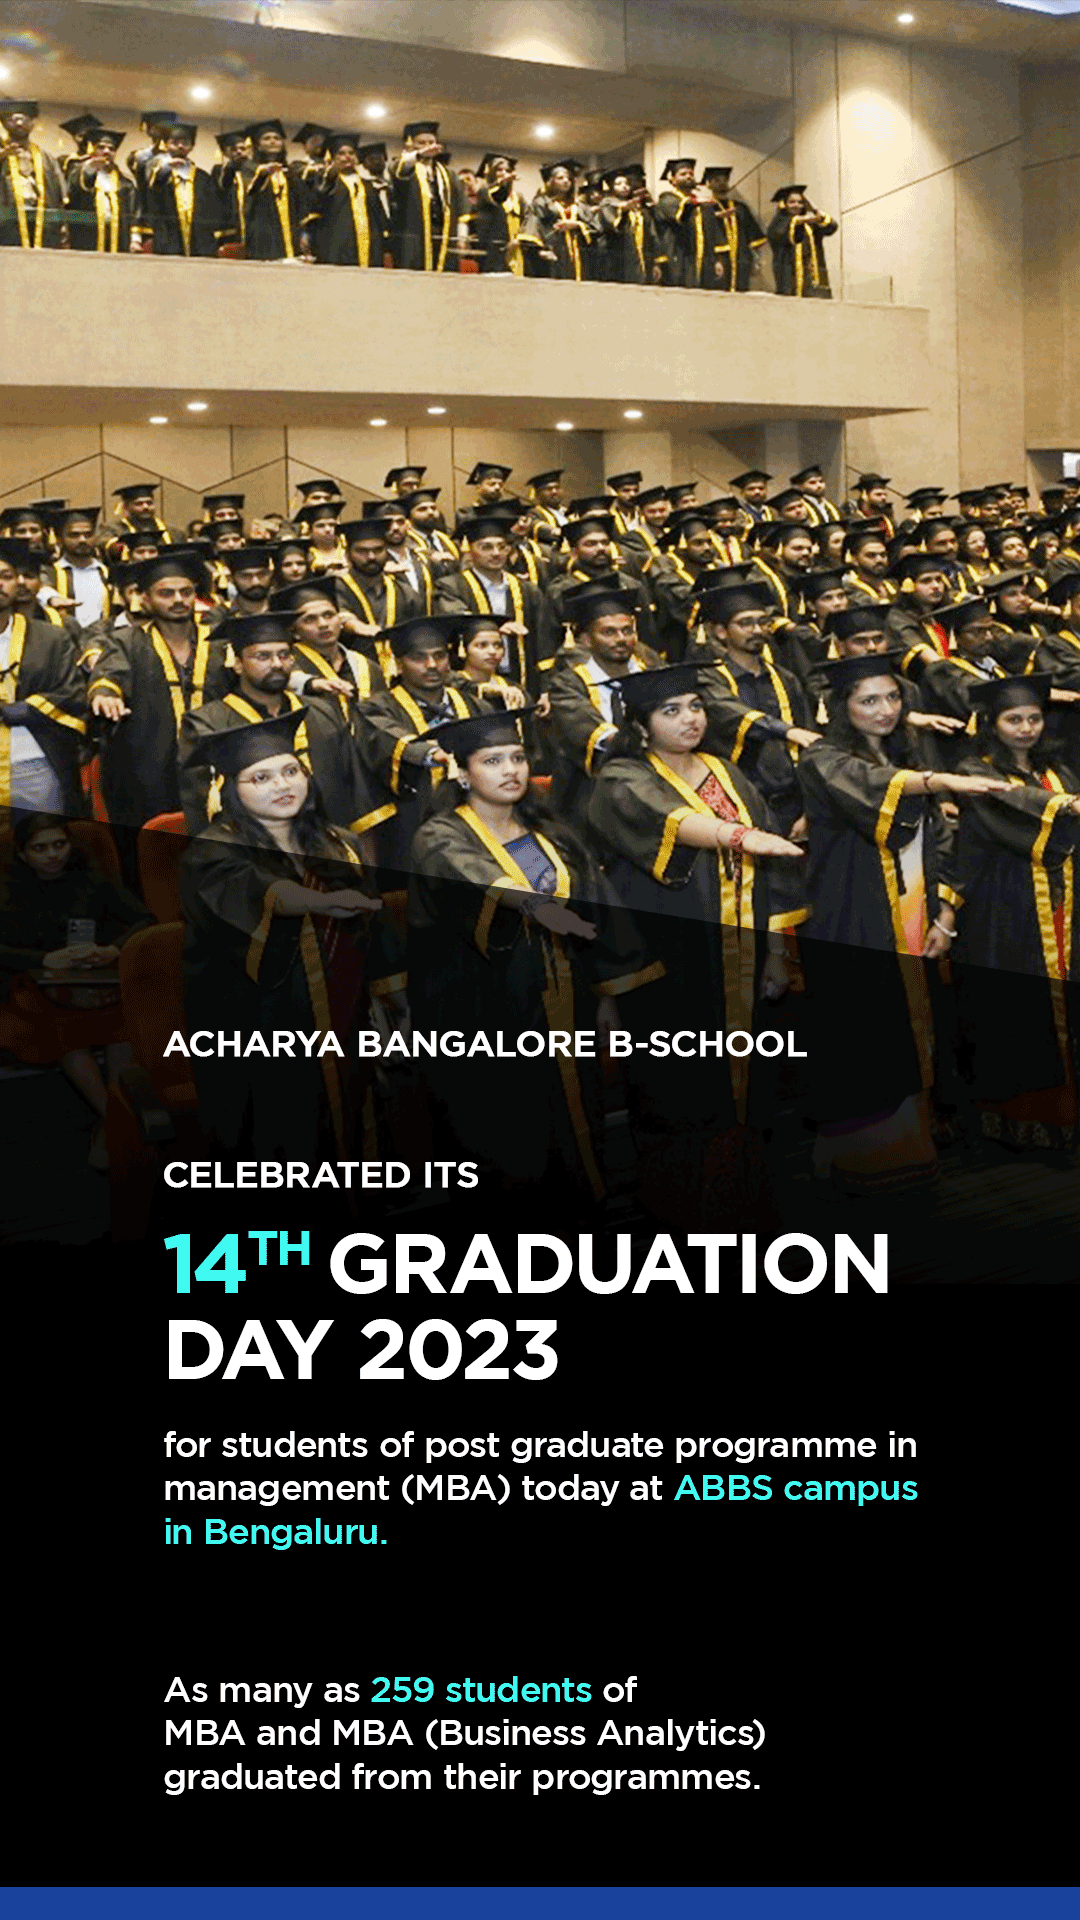 ACHARYA BANGALORE B-SCHOOL
CELEBRATED ITS
14TH GRADUATION
DAY 2023
for students of post graduate programme in
management (MBA) today at ABBS campus
in Bengaluru.
As many as 259 students of
MBA and MBA (Business Analytics)
graduated from their programmes.